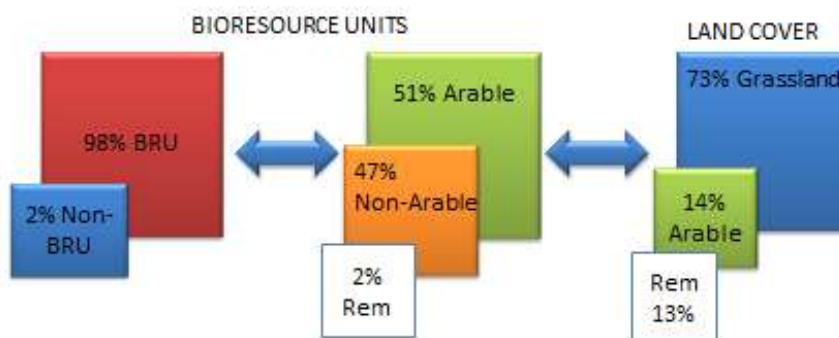 BIORESOURCE UNITS
LAND COVER
98% BRU
2% Non-
BRU
51% Arable
47%
Non-Arable
2%
Rem
73% Grassland
14%
Arable
Rem
13%